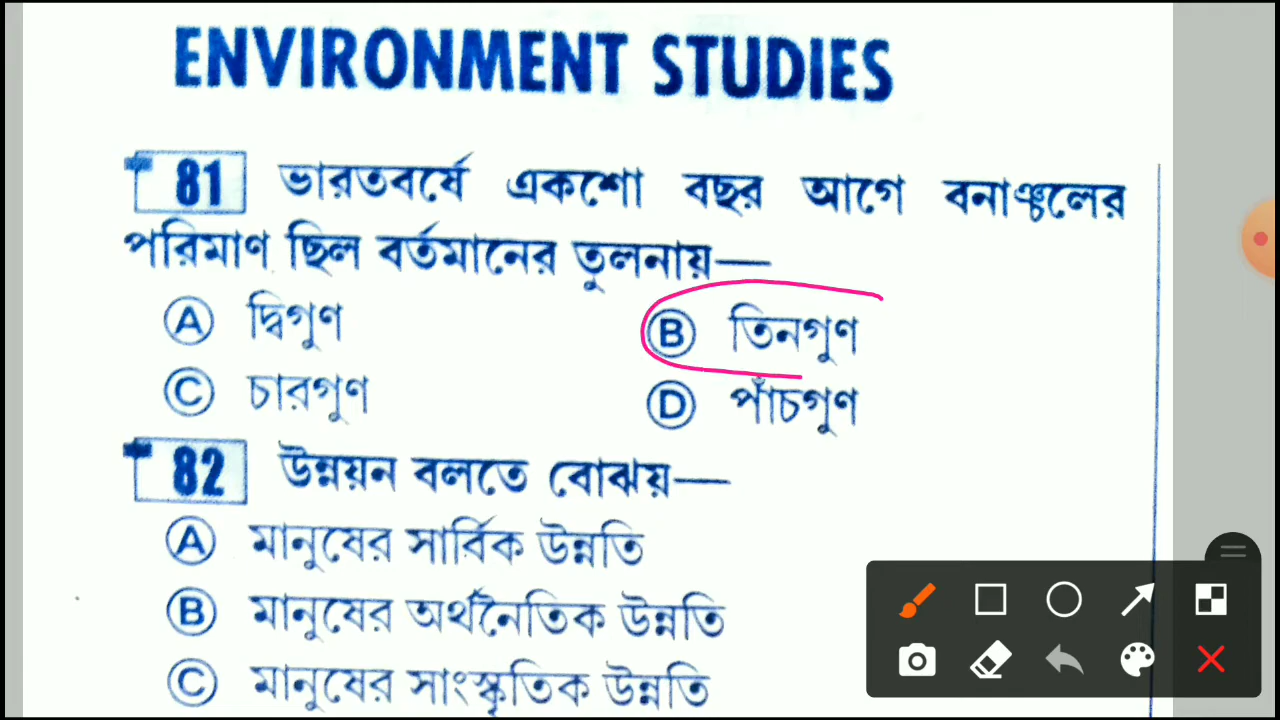 ENVIRONMENT STUDIES
81 ভারতবর্ষে একশো বছর আগে বনাঞ্চলের
পরিমাণ ছিল বর্তমানের তুলনায়—
A দ্বিগুণ B তিনগুণ
C চারগুণ D পাঁচগুণ
82 উন্নয়ন বলতে বোঝয়—
A মানুষের সার্বিক উন্নতি
B মানুষের অর্থনৈতিক উন্নতি
C মানুষের সাংস্কৃতিক উন্নতি